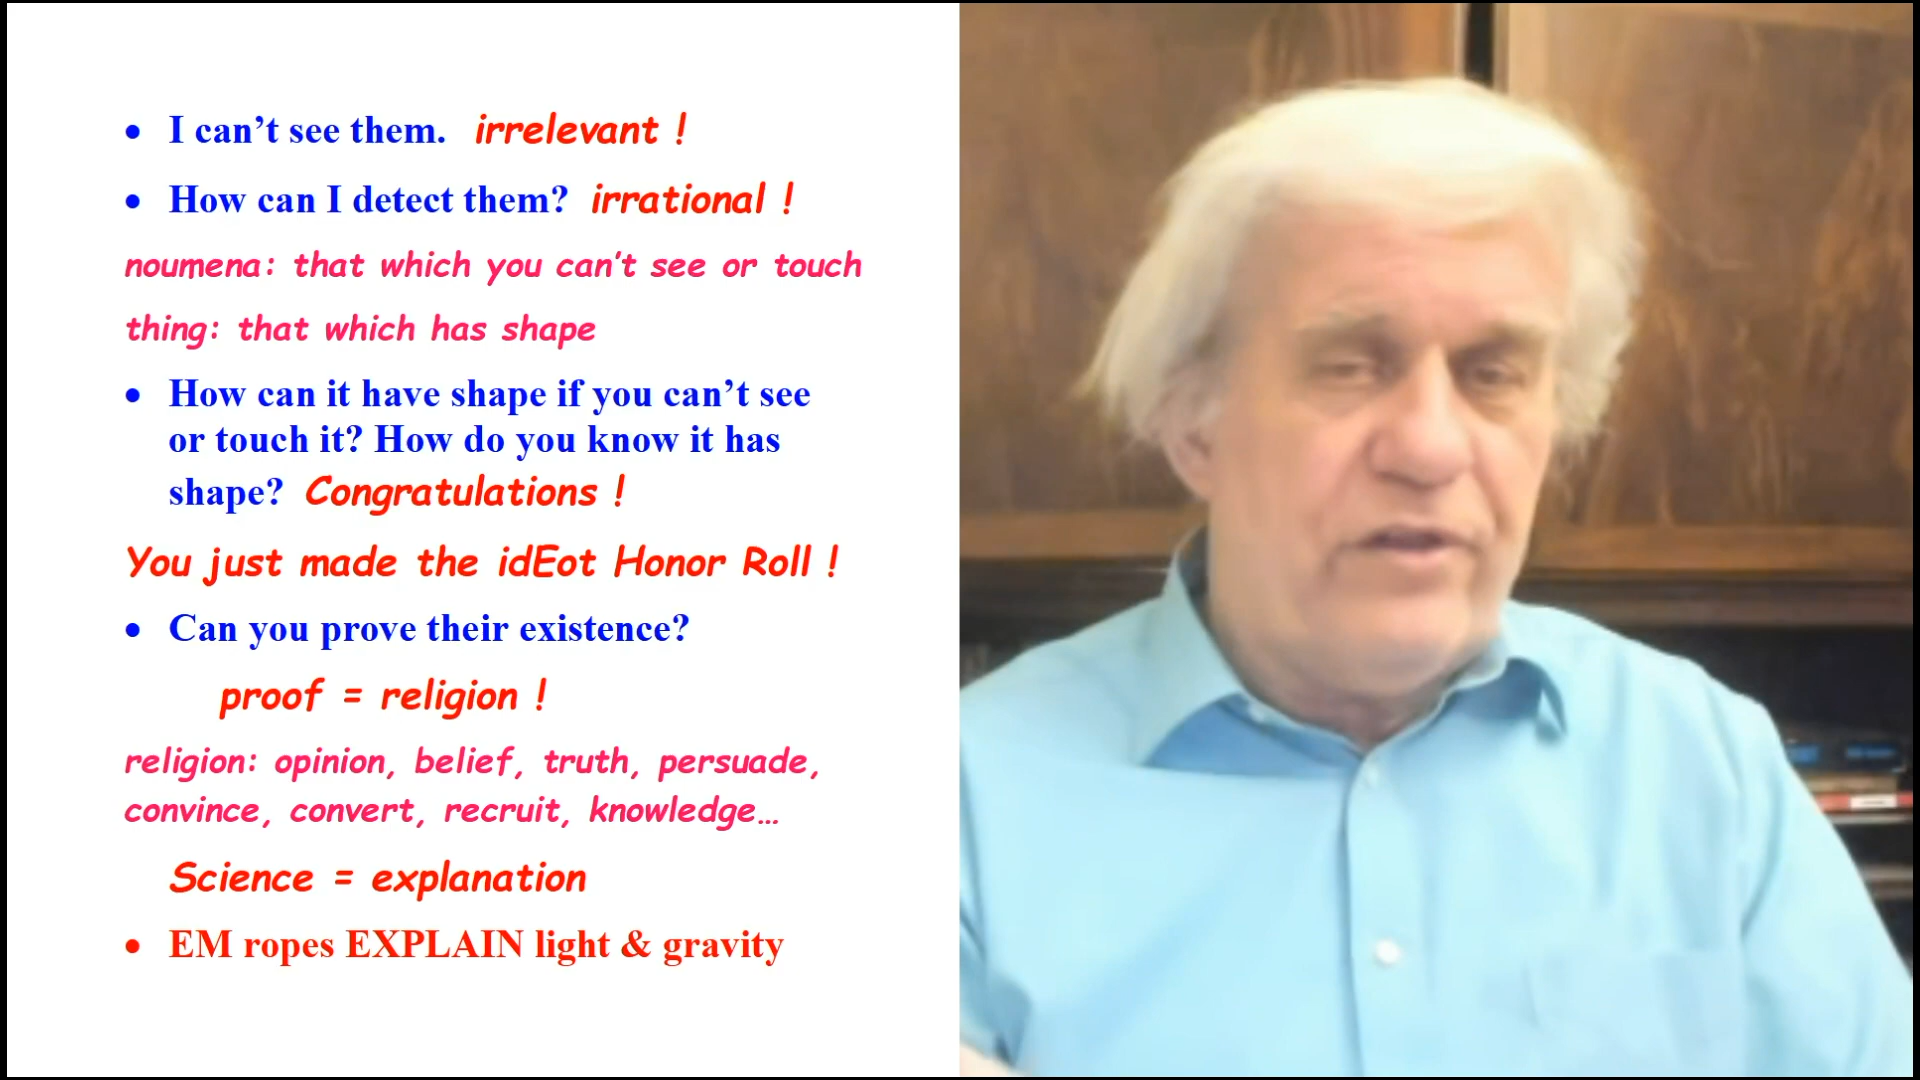 • I can’t see them. irrelevant !
• How can I detect them? irrational !
noumena: that which you can’t see or touch
thing: that which has shape
• How can it have shape if you can’t see
or touch it? How do you know it has
shape? Congratulations !
You just made the idEot Honor Roll !
• Can you prove their existence?
proof = religion !
religion: opinion, belief, truth, persuade,
convince, convert, recruit, knowledge…
Science = explanation
• EM ropes EXPLAIN light & gravity